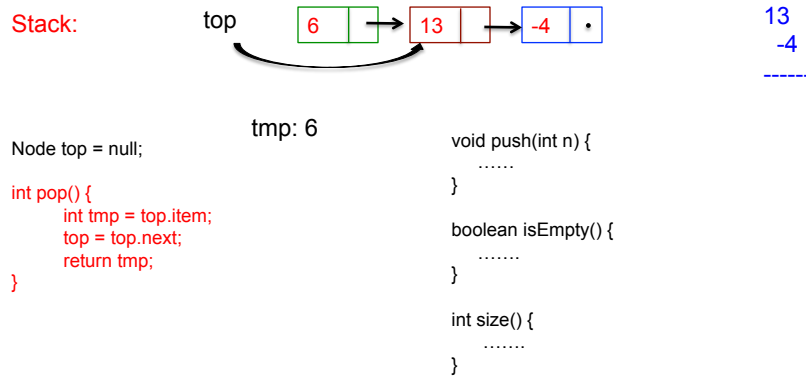 Stack:
top
6
13
-4
13
-4
------
tmp: 6
Node top = null;
int pop() {
int tmp = top.item;
top = top.next;
return tmp;
}
void push(int n) {
……
}
boolean isEmpty() {
…….
}
int size() {
…….
}